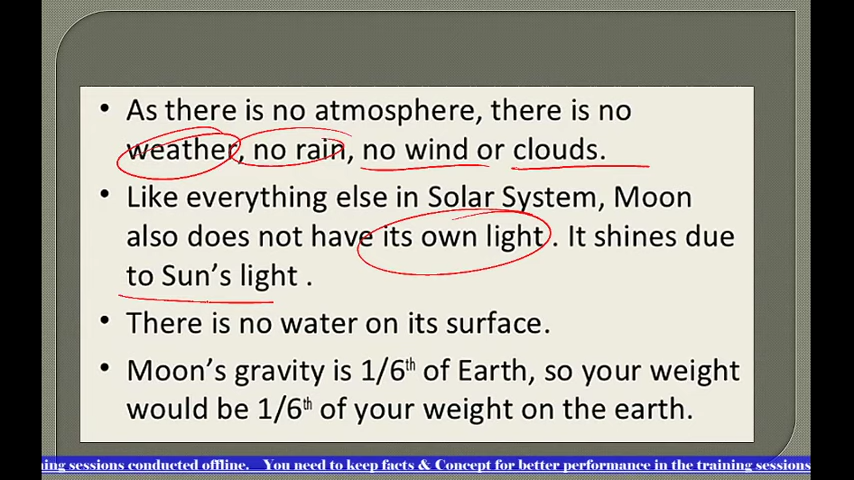 • As there is no atmosphere, there is no
weather, no rain, no wind or clouds.
• Like everything else in Solar System, Moon
also does not have its own light . It shines due
to Sun's light .
• There is no water on its surface.
• Moon's gravity is 1/6th of Earth, so your weight
would be 1/6th of your weight on the earth.
ing sessions conducted offline. You need to keep facts & Concept for better performance in the training sessions